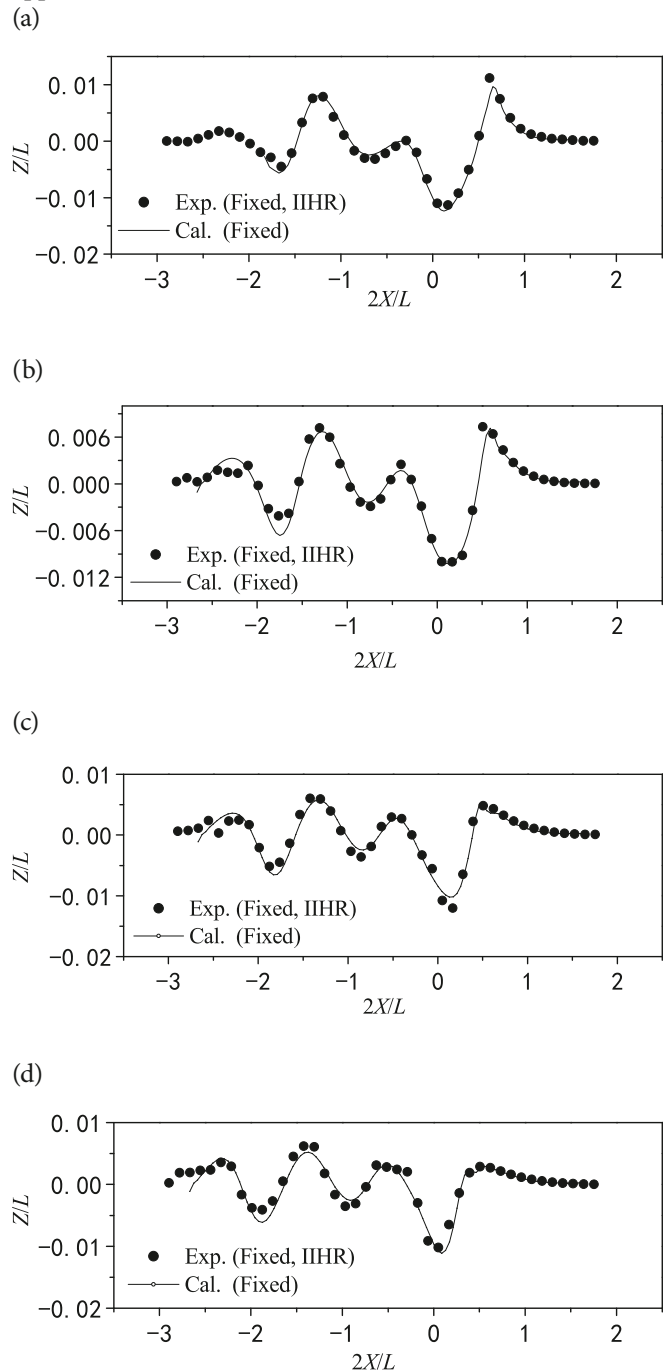 (a)
0.01
0.00
−0.01
−0.02
Z/L
Exp. (Fixed, IIHR)
Cal. (Fixed)
−3 −2 −1 0 1 2
2X/L
(b)
0.006
0.000
−0.006
−0.012
Z/L
Exp. (Fixed, IIHR)
Cal. (Fixed)
−3 −2 −1 0 1 2
2X/L
(c)
0.01
0.00
−0.01
−0.02
Z/L
Exp. (Fixed, IIHR)
Cal. (Fixed)
−3 −2 −1 0 1 2
2X/L
(d)
0.01
0.00
−0.01
−0.02
Z/L
Exp. (Fixed, IIHR)
Cal. (Fixed)
−3 −2 −1 0 1 2
2X/L